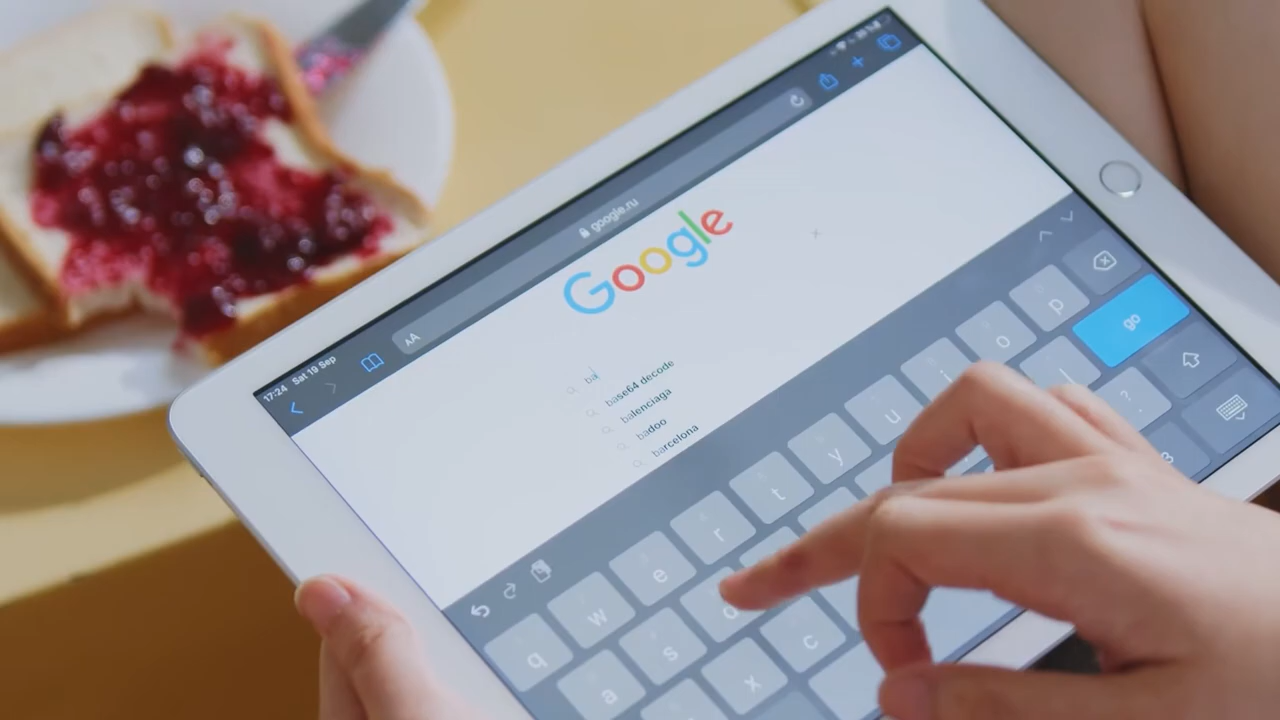 17:24 Sat 19 Sep
AA
google.ru
Google
ba
base64 decode
balenciaga
badoo
barcelona
q w e r t y u i o p
a s d l go
x c ? !